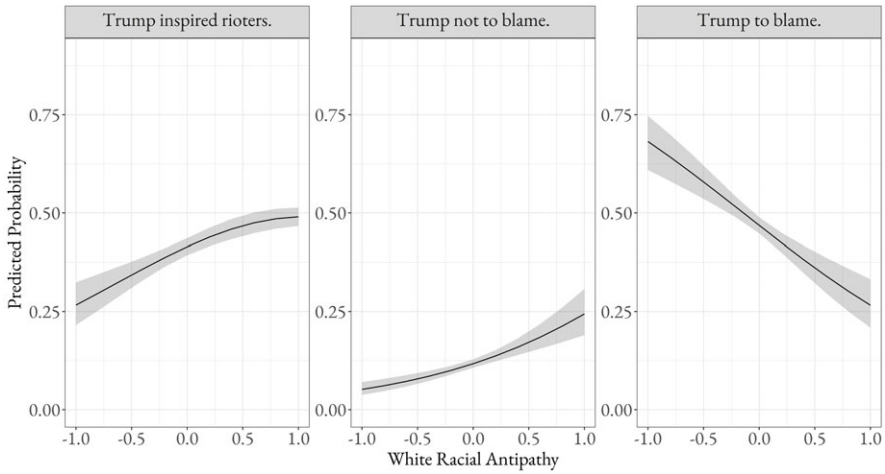 Trump inspired rioters. Trump not to blame. Trump to blame.
0.75 0.75 0.75
0.50 0.50 0.50
0.25 0.25 0.25
0.00 0.00 0.00
Predicted Probability
-1.0 -0.5 0.0 0.5 1.0 -1.0 -0.5 0.0 0.5 1.0 -1.0 -0.5 0.0 0.5 1.0
White Racial Antipathy